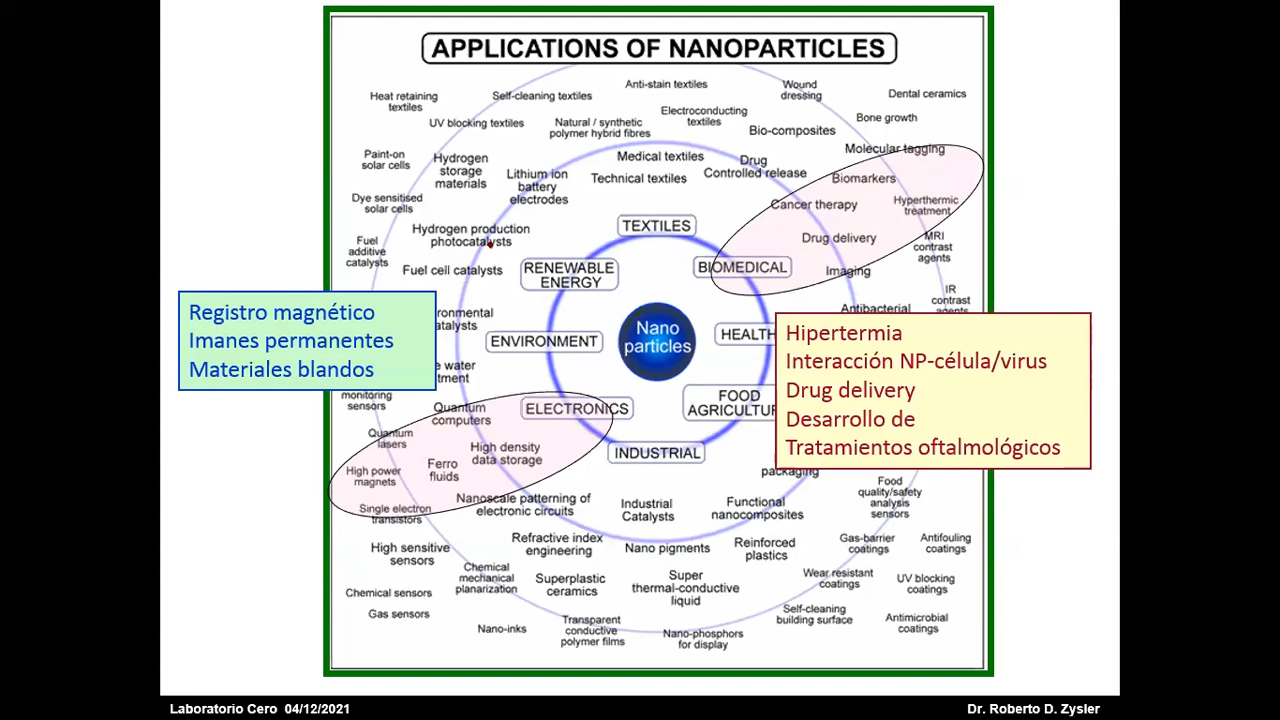 APPLICATIONS OF NANOPARTICLES
Anti-stain textiles
Wound
dressing
Heat retaining
textiles
Self-cleaning textiles
Dental ceramics
Electroconducting
textiles
UV blocking textiles
Natural / synthetic
polymer hybrid fibres
Bone growth
Bio-composites
Molecular tagging
Paint-on
solar cells
Hydrogen
storage
materials
Medical textiles
Drug
Controlled release
Lithium ion
battery
electrodes
Technical textiles
Biomarkers
Dye sensitised
solar cells
Cancer therapy
Hyperthermic
treatment
TEXTILES
Hydrogen production
photocatalysts
Drug delivery
Fuel
additive
catalysts
MRI
contrast
agents
Fuel cell catalysts
RENEWABLE
ENERGY
BIOMEDICAL
Imaging
IR
contrast
agents
Antibacterial
Registro magnético
Imanes permanentes
Materiales blandos
ronmental
atalysts
ENVIRONMENT
Nano
particles
HEALTH
Hipertermia
Interacción NP-célula/virus
Drug delivery
Desarrollo de
Tratamientos oftalmológicos
e water
tment
monitoring
sensors
Quantum
computers
ELECTRONICS
FOOD
AGRICULTUR
Quantum
lasers
High density
data storage
INDUSTRIAL
High power
magnets
Ferro
fluids
packaging
Single electron
transistors
Nanoscale patterning of
electronic circuits
Industrial
Catalysts
Functional
nanocomposites
Food
quality/safety
analysis
sensors
High sensitive
sensors
Refractive index
engineering
Nano pigments
Reinforced
plastics
Gas-barrier
coatings
Antifouling
coatings
Chemical
mechanical
planarization
Superplastic
ceramics
Super
thermal-conductive
liquid
Wear resistant
coatings
UV blocking
coatings
Chemical sensors
Gas sensors
Self-cleaning
building surface
Antimicrobial
coatings
Nano-inks
Transparent
conductive
polymer films
Nano-phosphors
for display
Laboratorio Cero 04/12/2021
Dr. Roberto D. Zysler